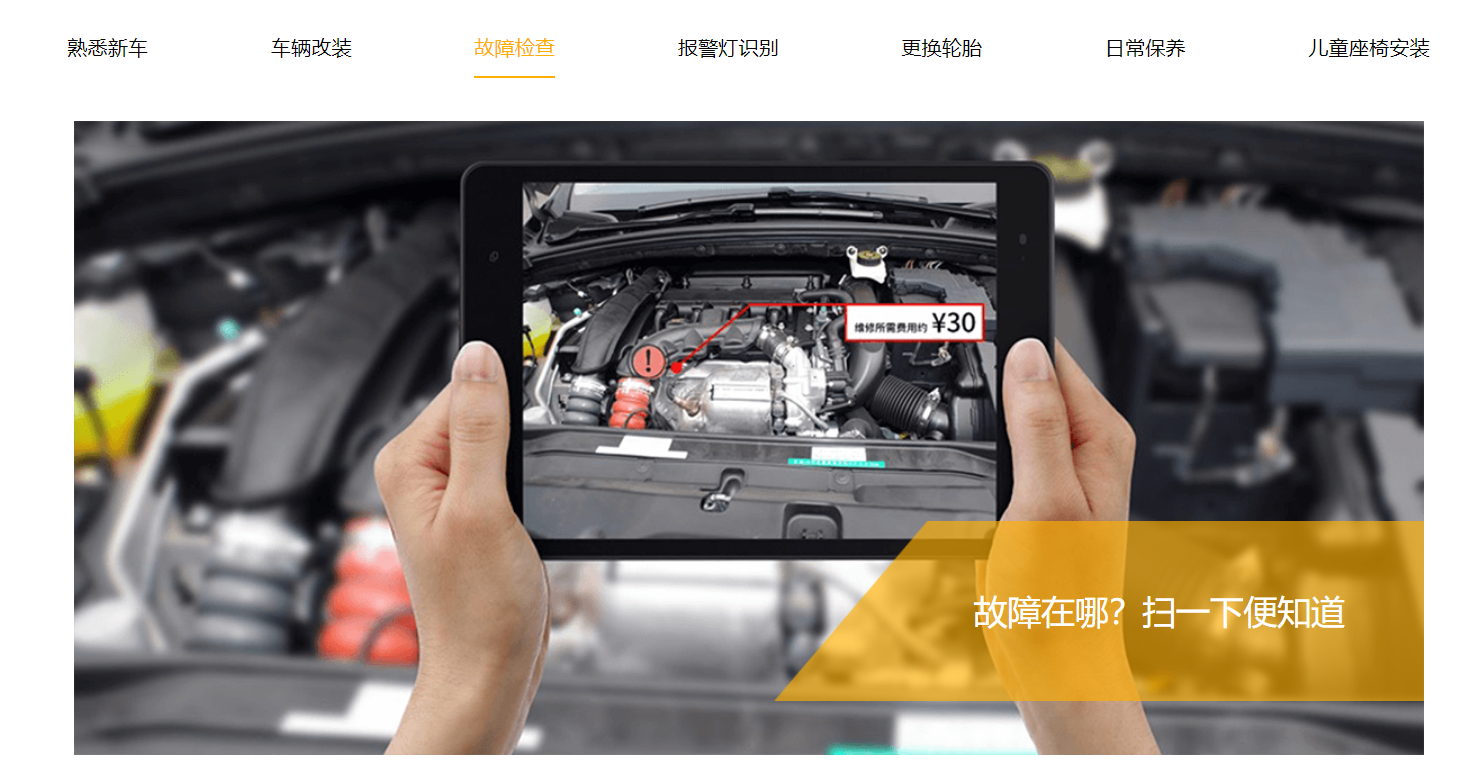 熟悉新车
车辆改装
故障检查
报警灯识别
更换轮胎
日常保养
儿童座椅安装
维修所需费用约 ¥30
故障在哪？扫一下便知道